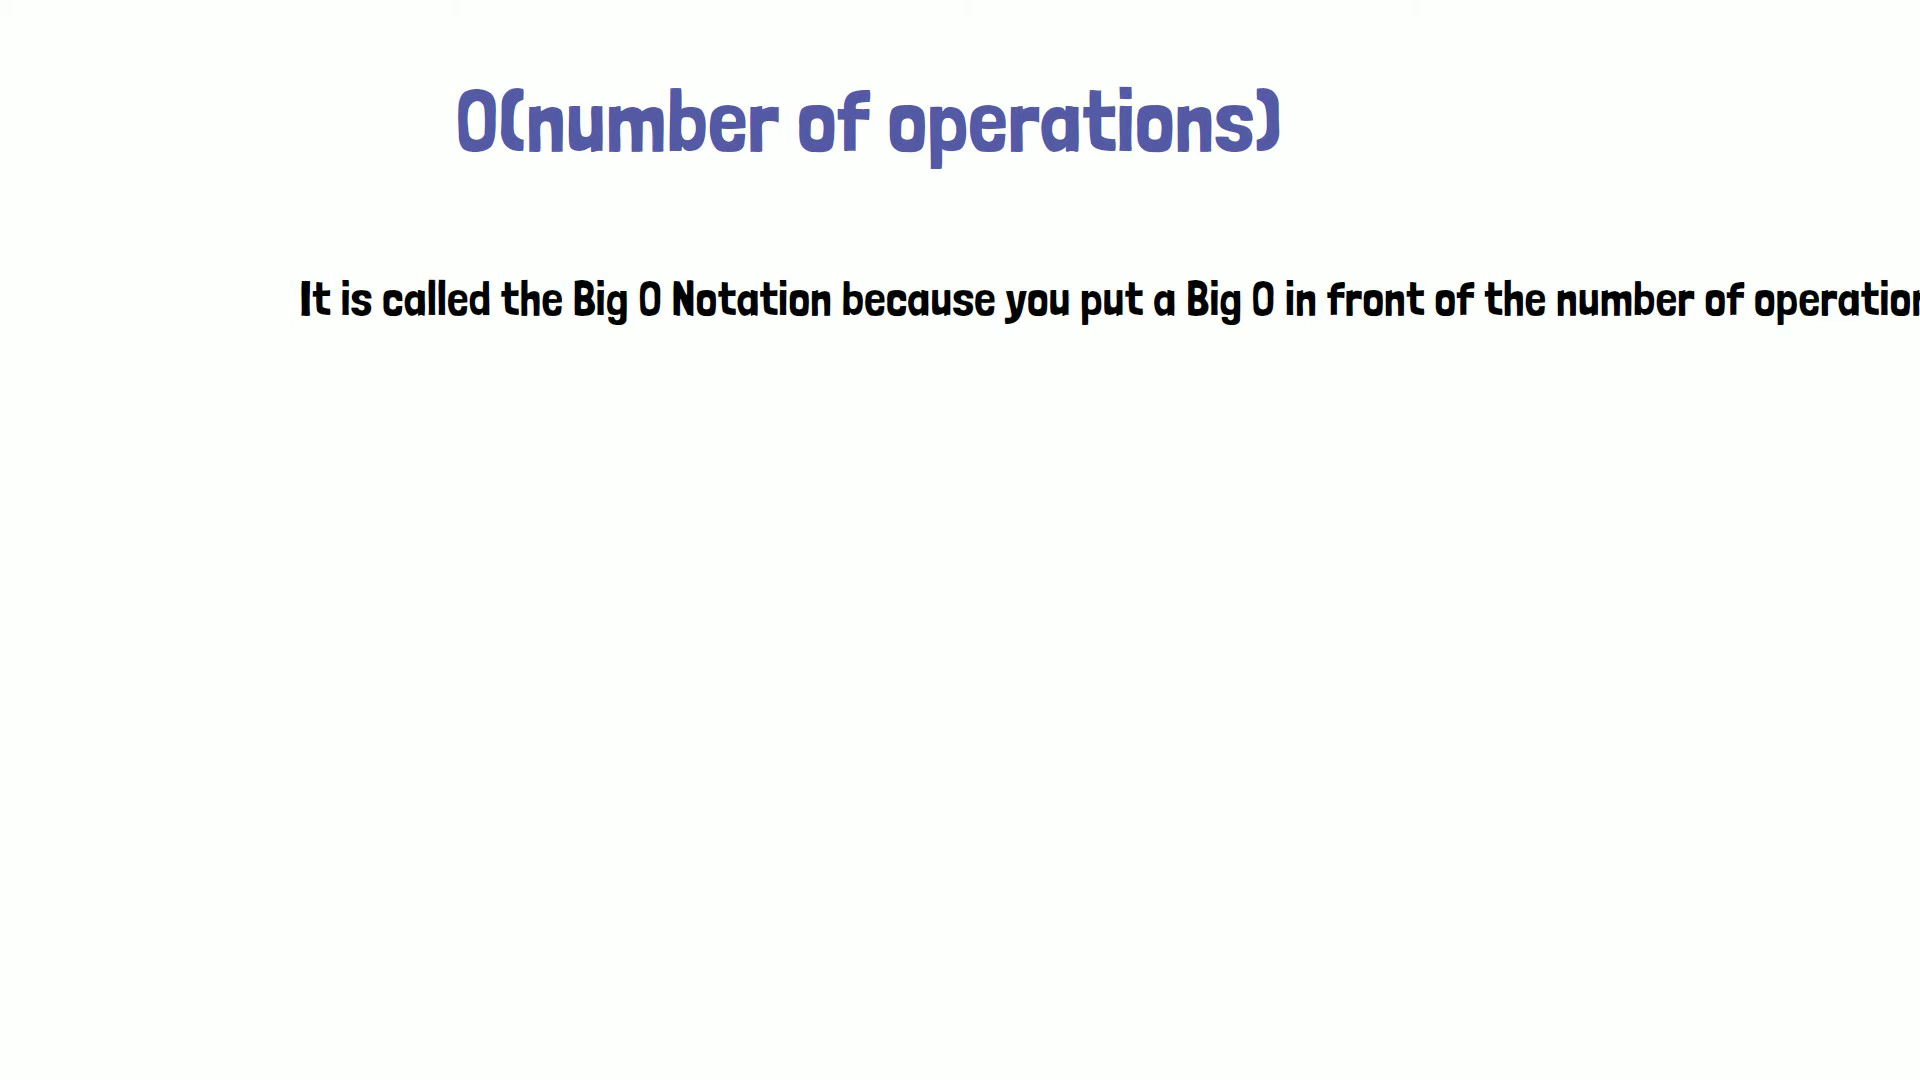 O(number of operations)
It is called the Big O Notation because you put a Big O in front of the number of operation